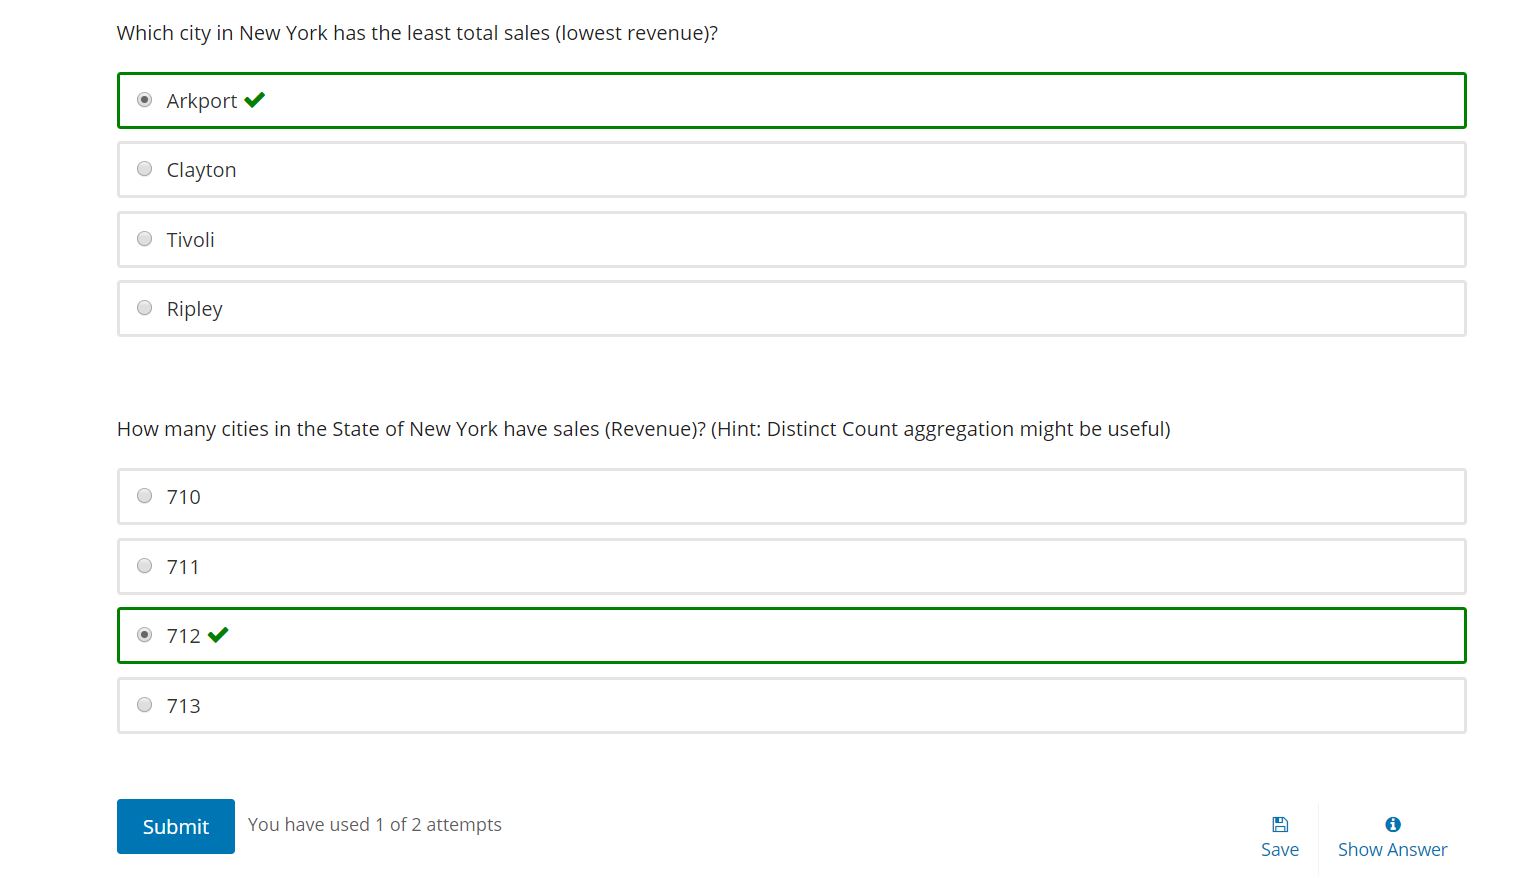 Which city in New York has the least total sales (lowest revenue)?
Arkport
Clayton
Tivoli
Ripley
How many cities in the State of New York have sales (Revenue)? (Hint: Distinct Count aggregation might be useful)
710
711
712
713
Submit
You have used 1 of 2 attempts
Save
Show Answer